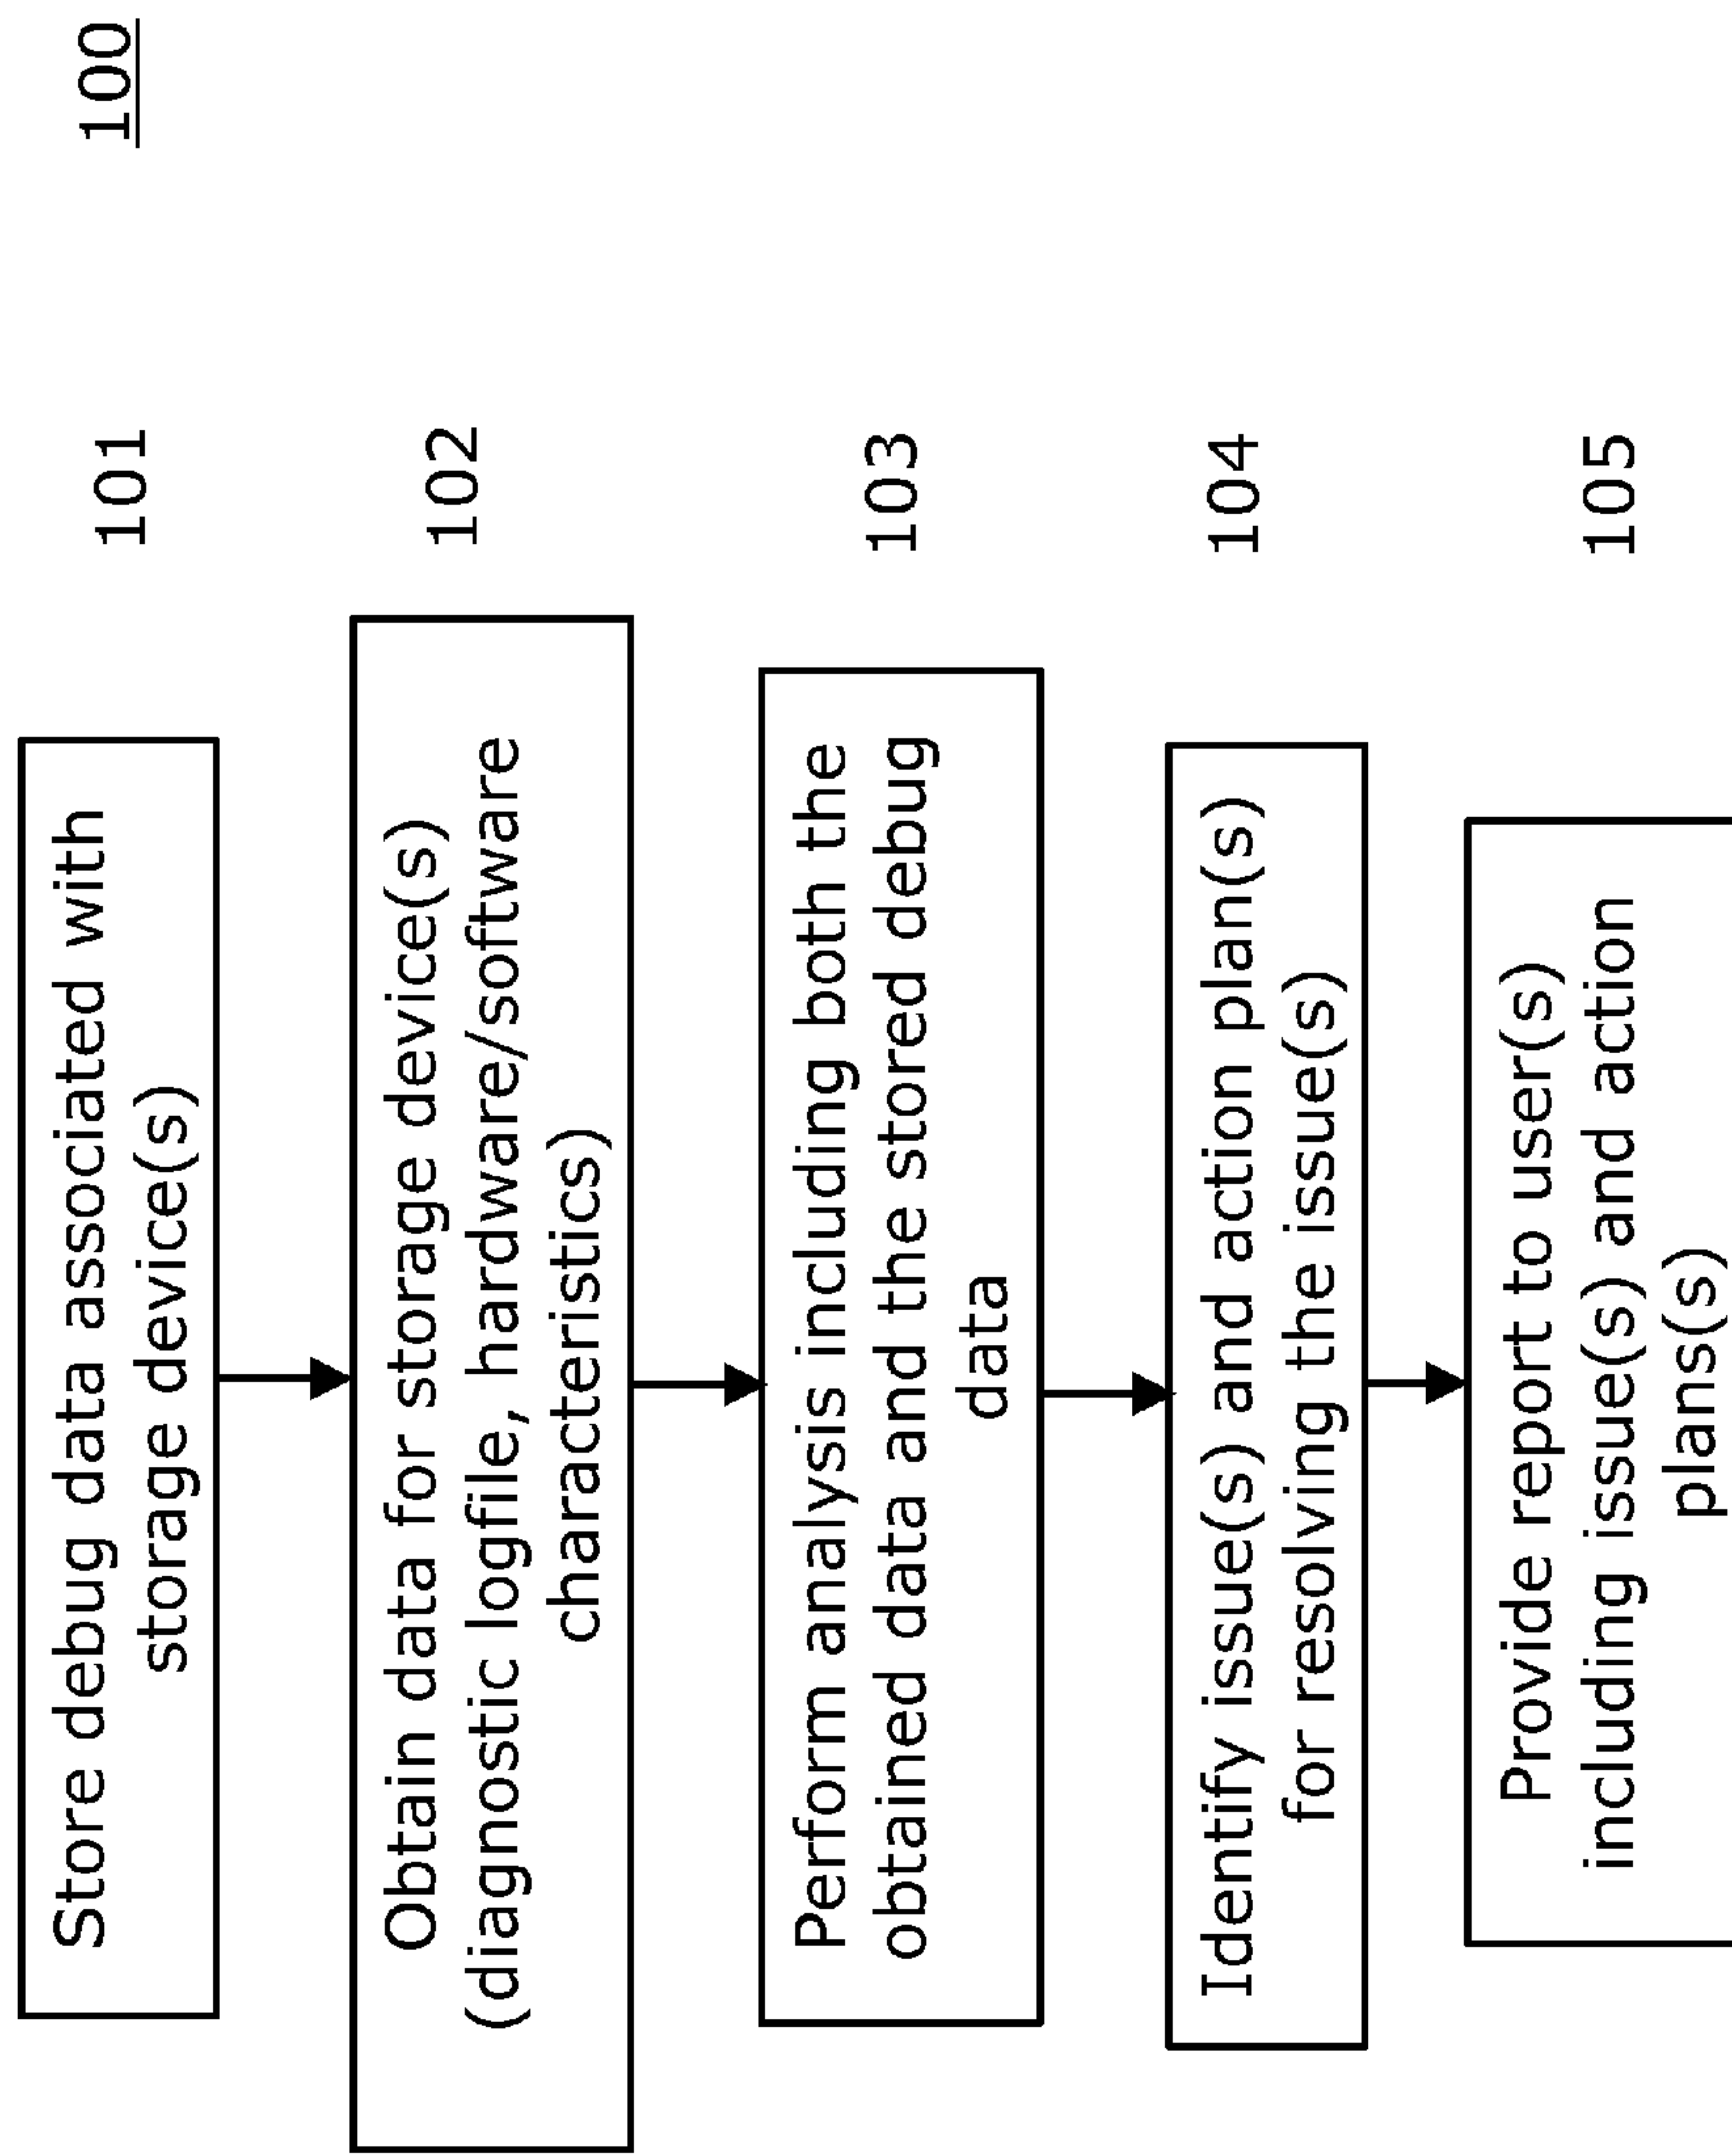 100
Store debug data associated with
storage device(s)
101
Obtain data for storage device(s)
(diagnostic logfile, hardware/software
characteristics)
102
Perform analysis including both the
obtained data and the stored debug
data
103
Identify issue(s) and action plan(s)
for resolving the issue(s)
104
Provide report to user(s)
including issue(s) and action
plans(s)
105